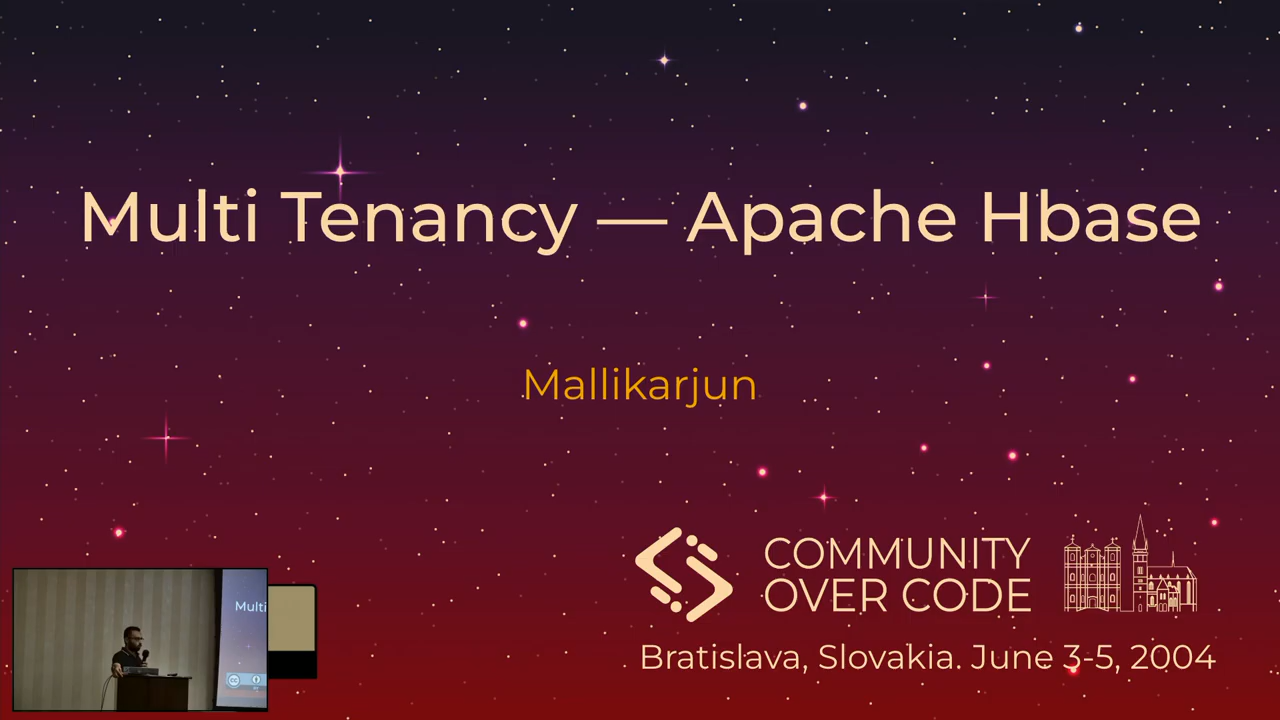 Multi Tenancy — Apache Hbase
Mallikarjun
COMMUNITY
OVER CODE
Bratislava, Slovakia. June 3-5, 2004
Multi